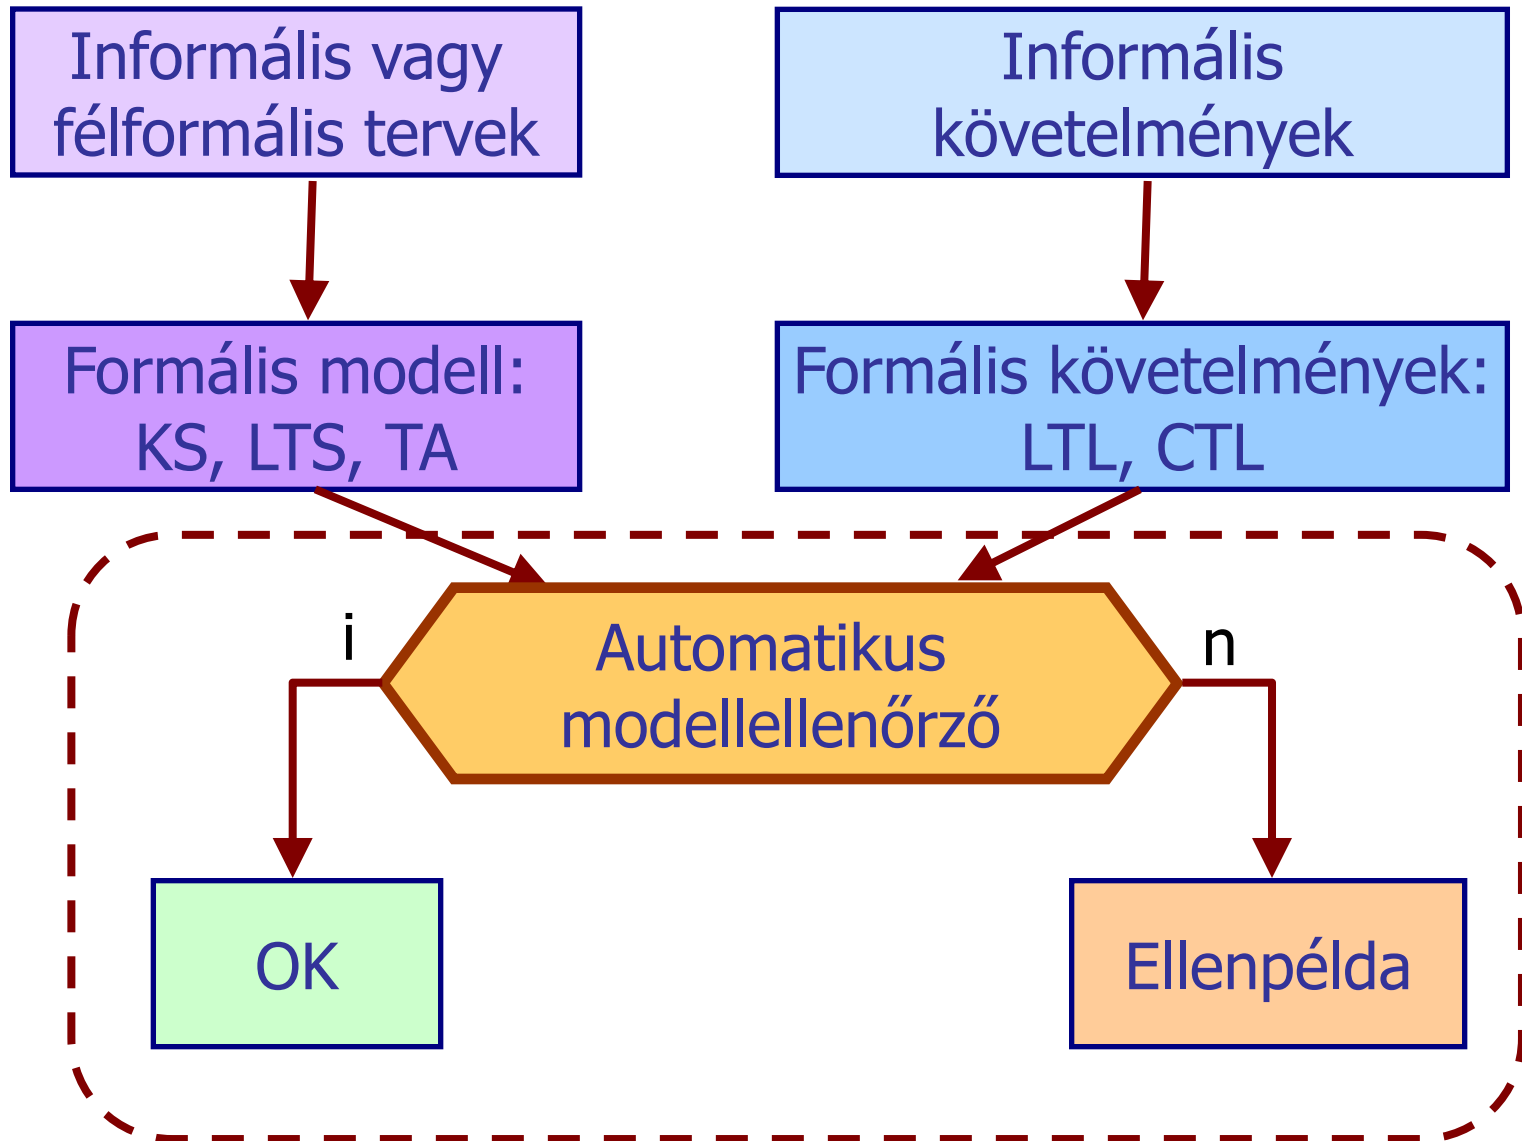 Informális vagy
félformális tervek
Informális
követelmények
Formális modell:
KS, LTS, TA
Formális követelmények:
LTL, CTL
i
Automatikus
modellellenőrző
n
OK
Ellenpélda